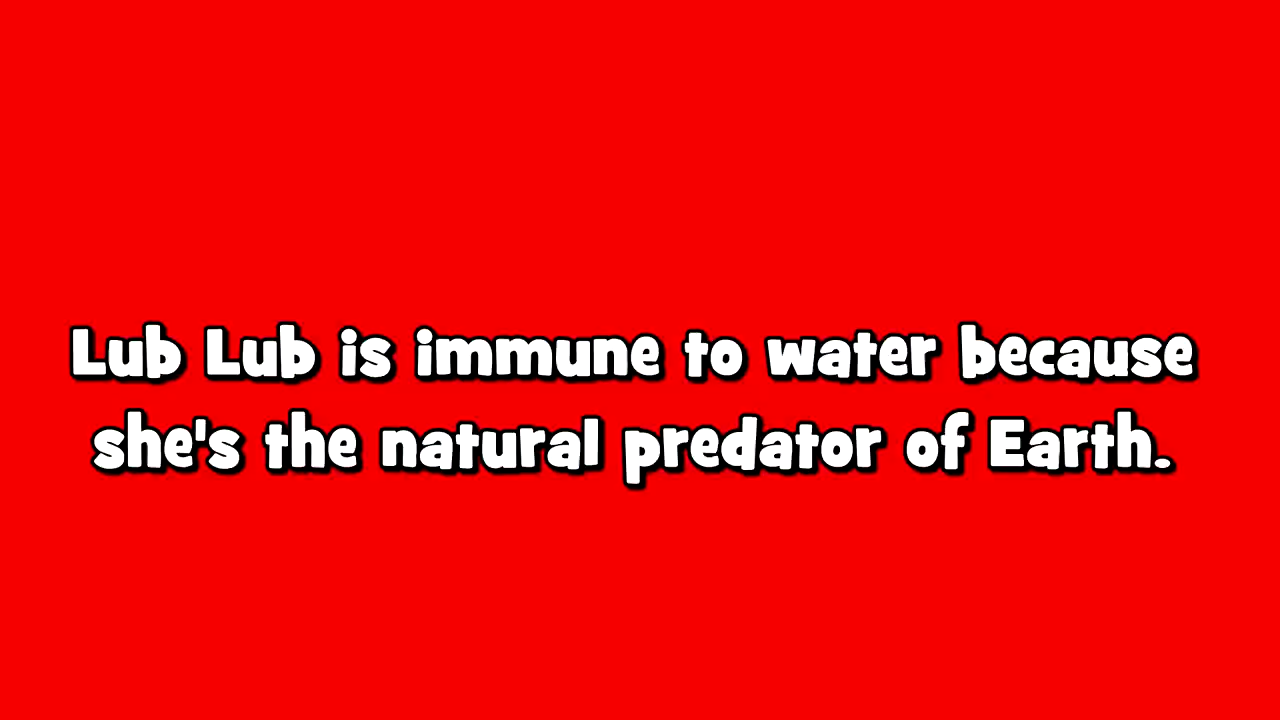 Lub Lub is immune to water because
she's the natural predator of Earth.